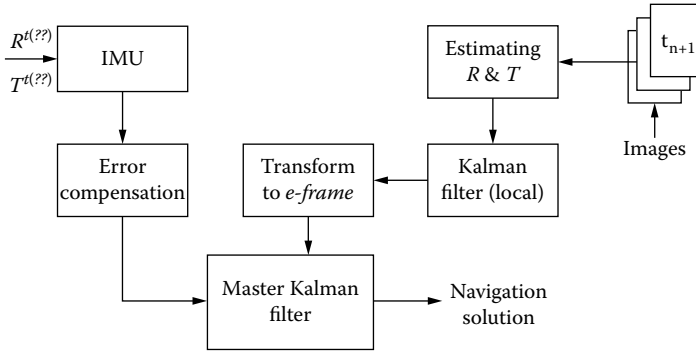 R^t(??)
T^t(??)
IMU
Estimating
R & T
t_n+1
Images
Error
compensation
Transform
to e-frame
Kalman
filter (local)
Master Kalman
filter
Navigation
solution